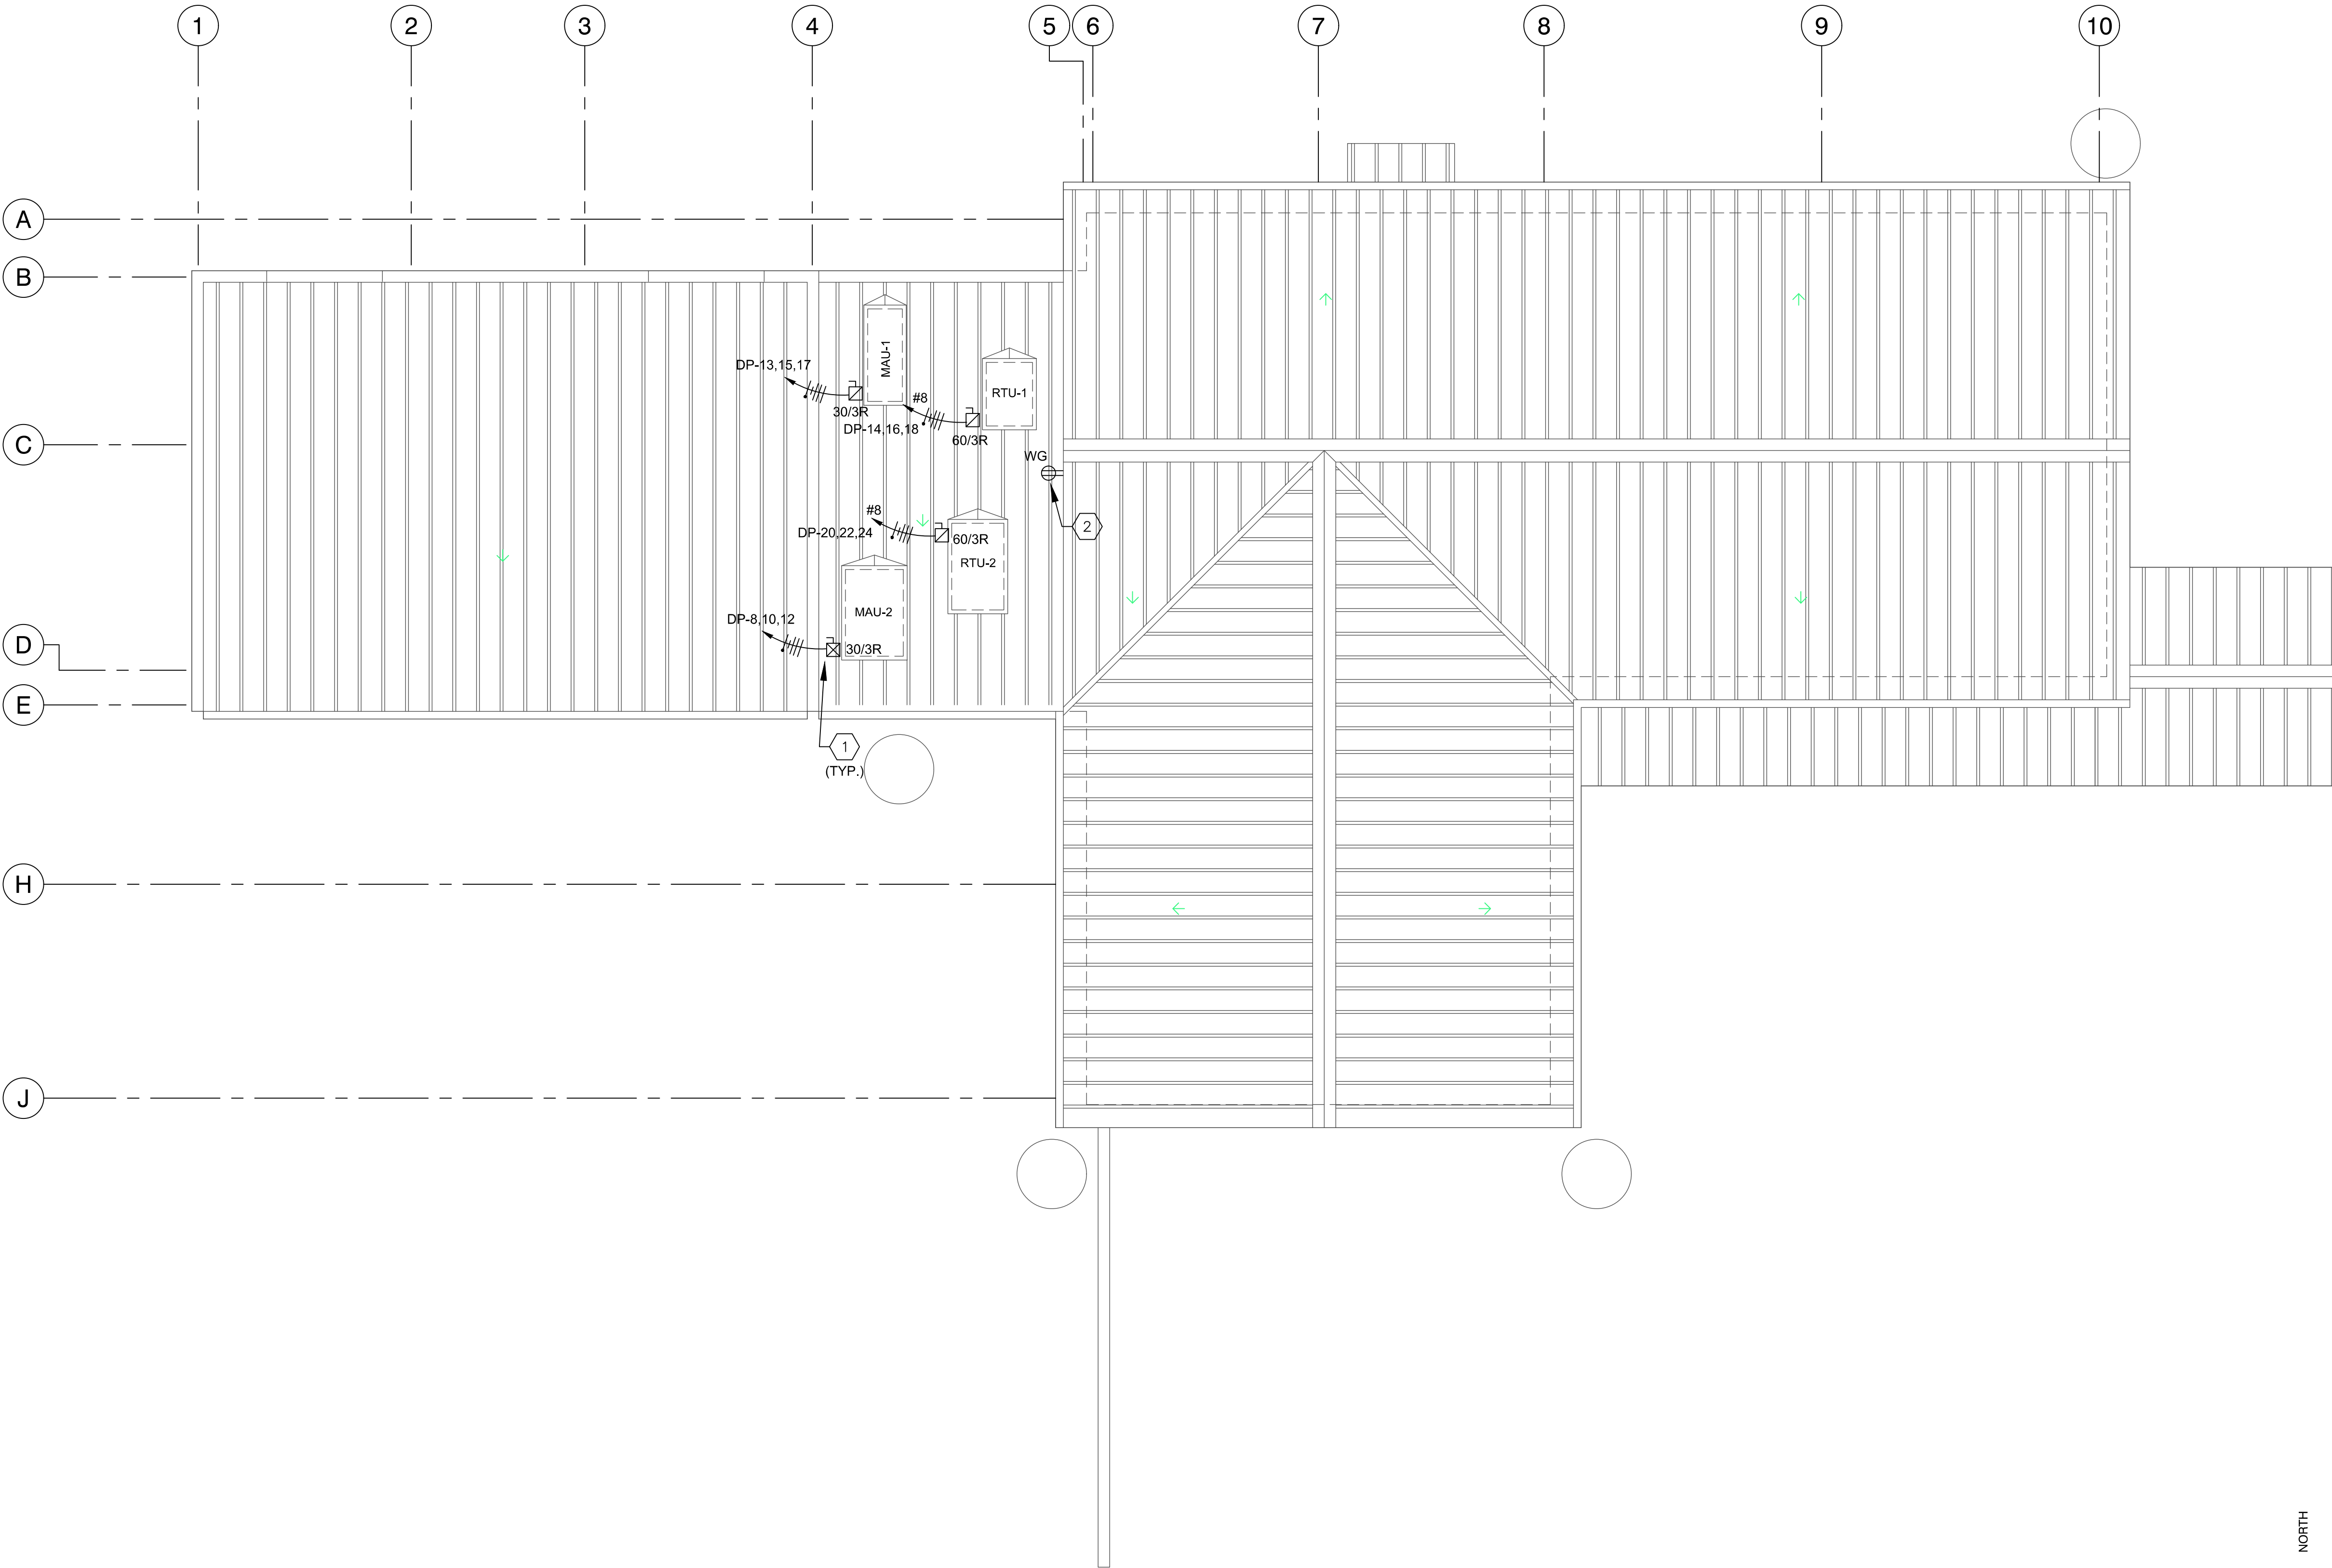 1
2
3
4
5
6
7
8
9
10
A
B
C
D
E
H
J
DP-13,15,17
30/3R
MAU-1
#8
DP-14,16,18
60/3R
RTU-1
WG
2
#8
DP-20,22,24
60/3R
RTU-2
MAU-2
DP-8,10,12
30/3R
1
(TYP.)
NORTH